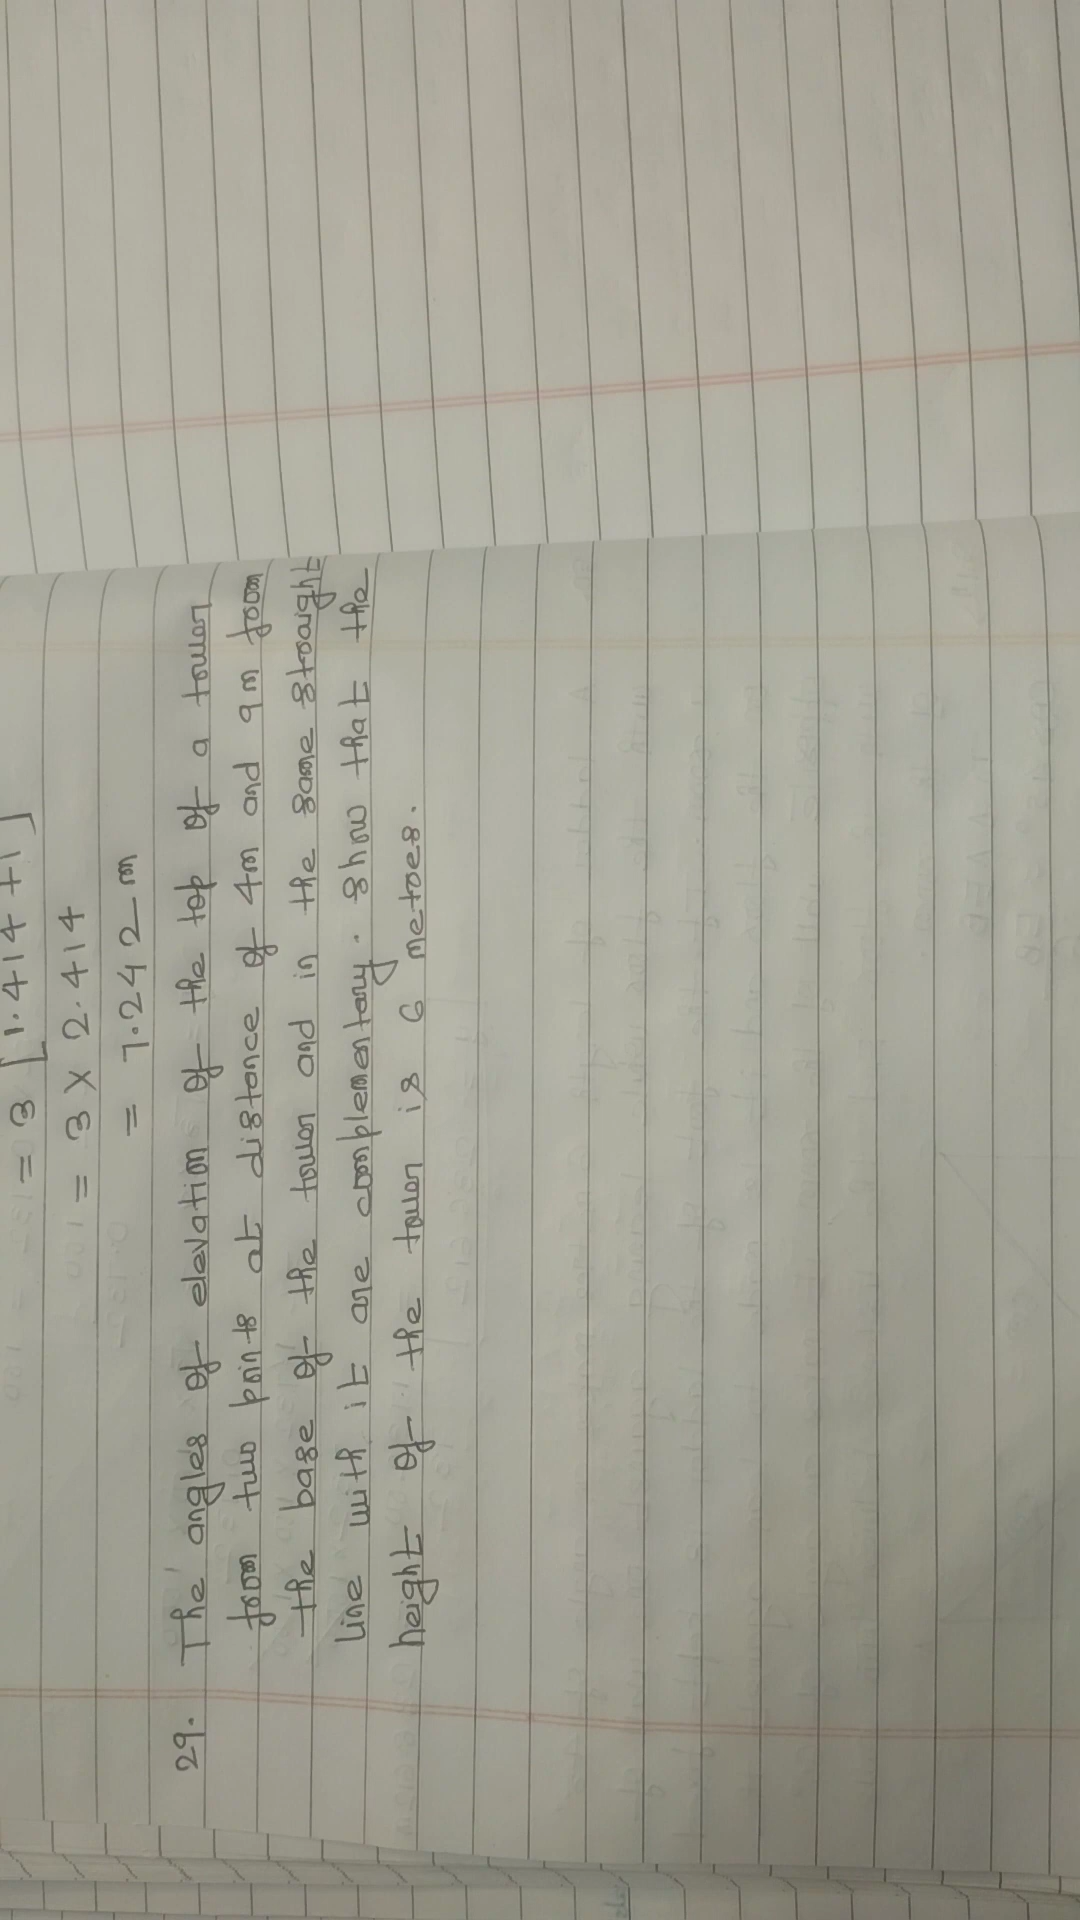 = 3 [1.414 + 1]
= 3 × 2.414
= 7.242 m
29. The angles of elevation of the top of a tower
from two points at distance of 4m and 9m from
the base of the tower and in the same straight
line with it are complementary. Show that the
height of the tower is 6 metres.